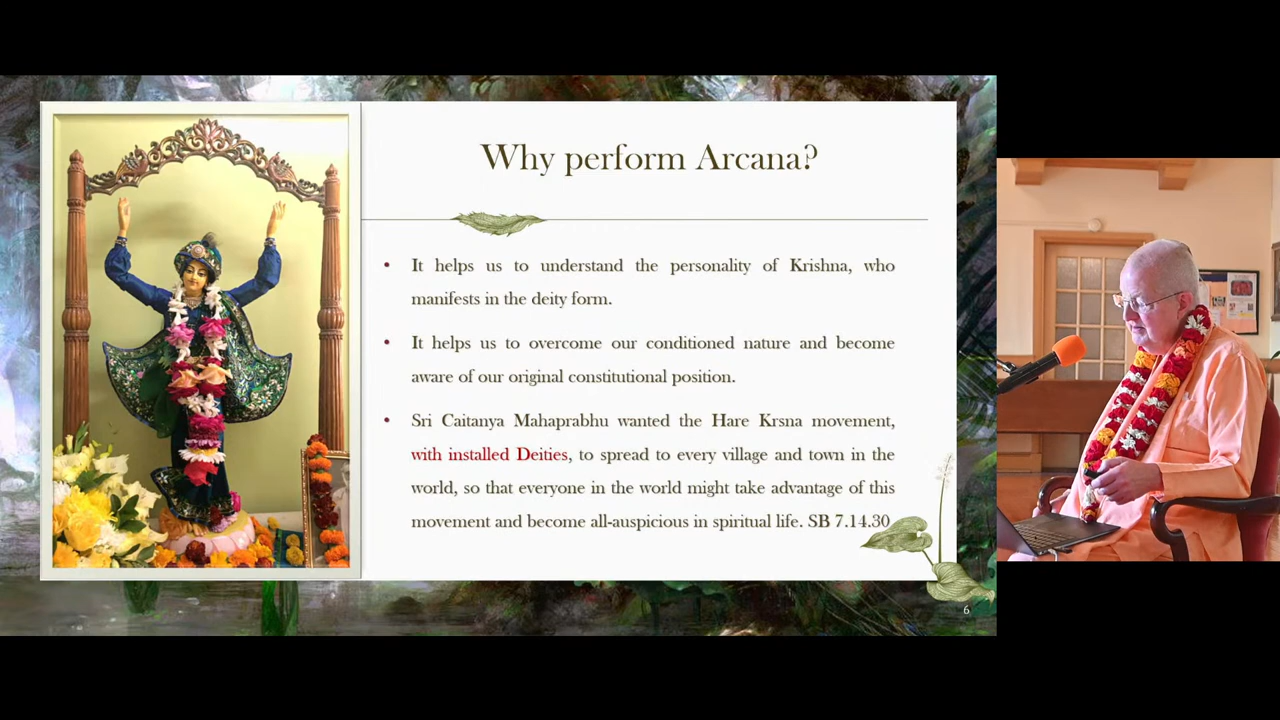 Why perform Arcana?
• It helps us to understand the personality of Krishna, who
manifests in the deity form.
• It helps us to overcome our conditioned nature and become
aware of our original constitutional position.
• Sri Caitanya Mahaprabhu wanted the Hare Krsna movement,
with installed Deities, to spread to every village and town in the
world, so that everyone in the world might take advantage of this
movement and become all-auspicious in spiritual life. SB 7.14.30
6